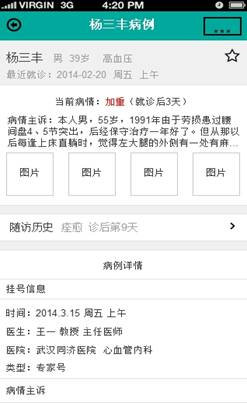 VIRGIN 3G 4:20 PM
杨三丰病例
杨三丰 男 39岁 高血压
最近就诊：2014-02-20 周五 上午
当前病情：加重（就诊后3天）
病情主诉：本人男，55岁，1991年由于劳损患过腰
间盘4、5节突出，后经保守治疗一年好了。但从那以
后每逢上床直躺时，觉得左大腿的外侧有一处有麻...
图片 图片 图片 图片
随访历史 痊愈 诊后第9天
病例详情
挂号信息
时间：2014.3.15 周五 上午
医生：王一 教授 主任医师
医院：武汉同济医院 心血管内科
类型：专家号
病情主诉